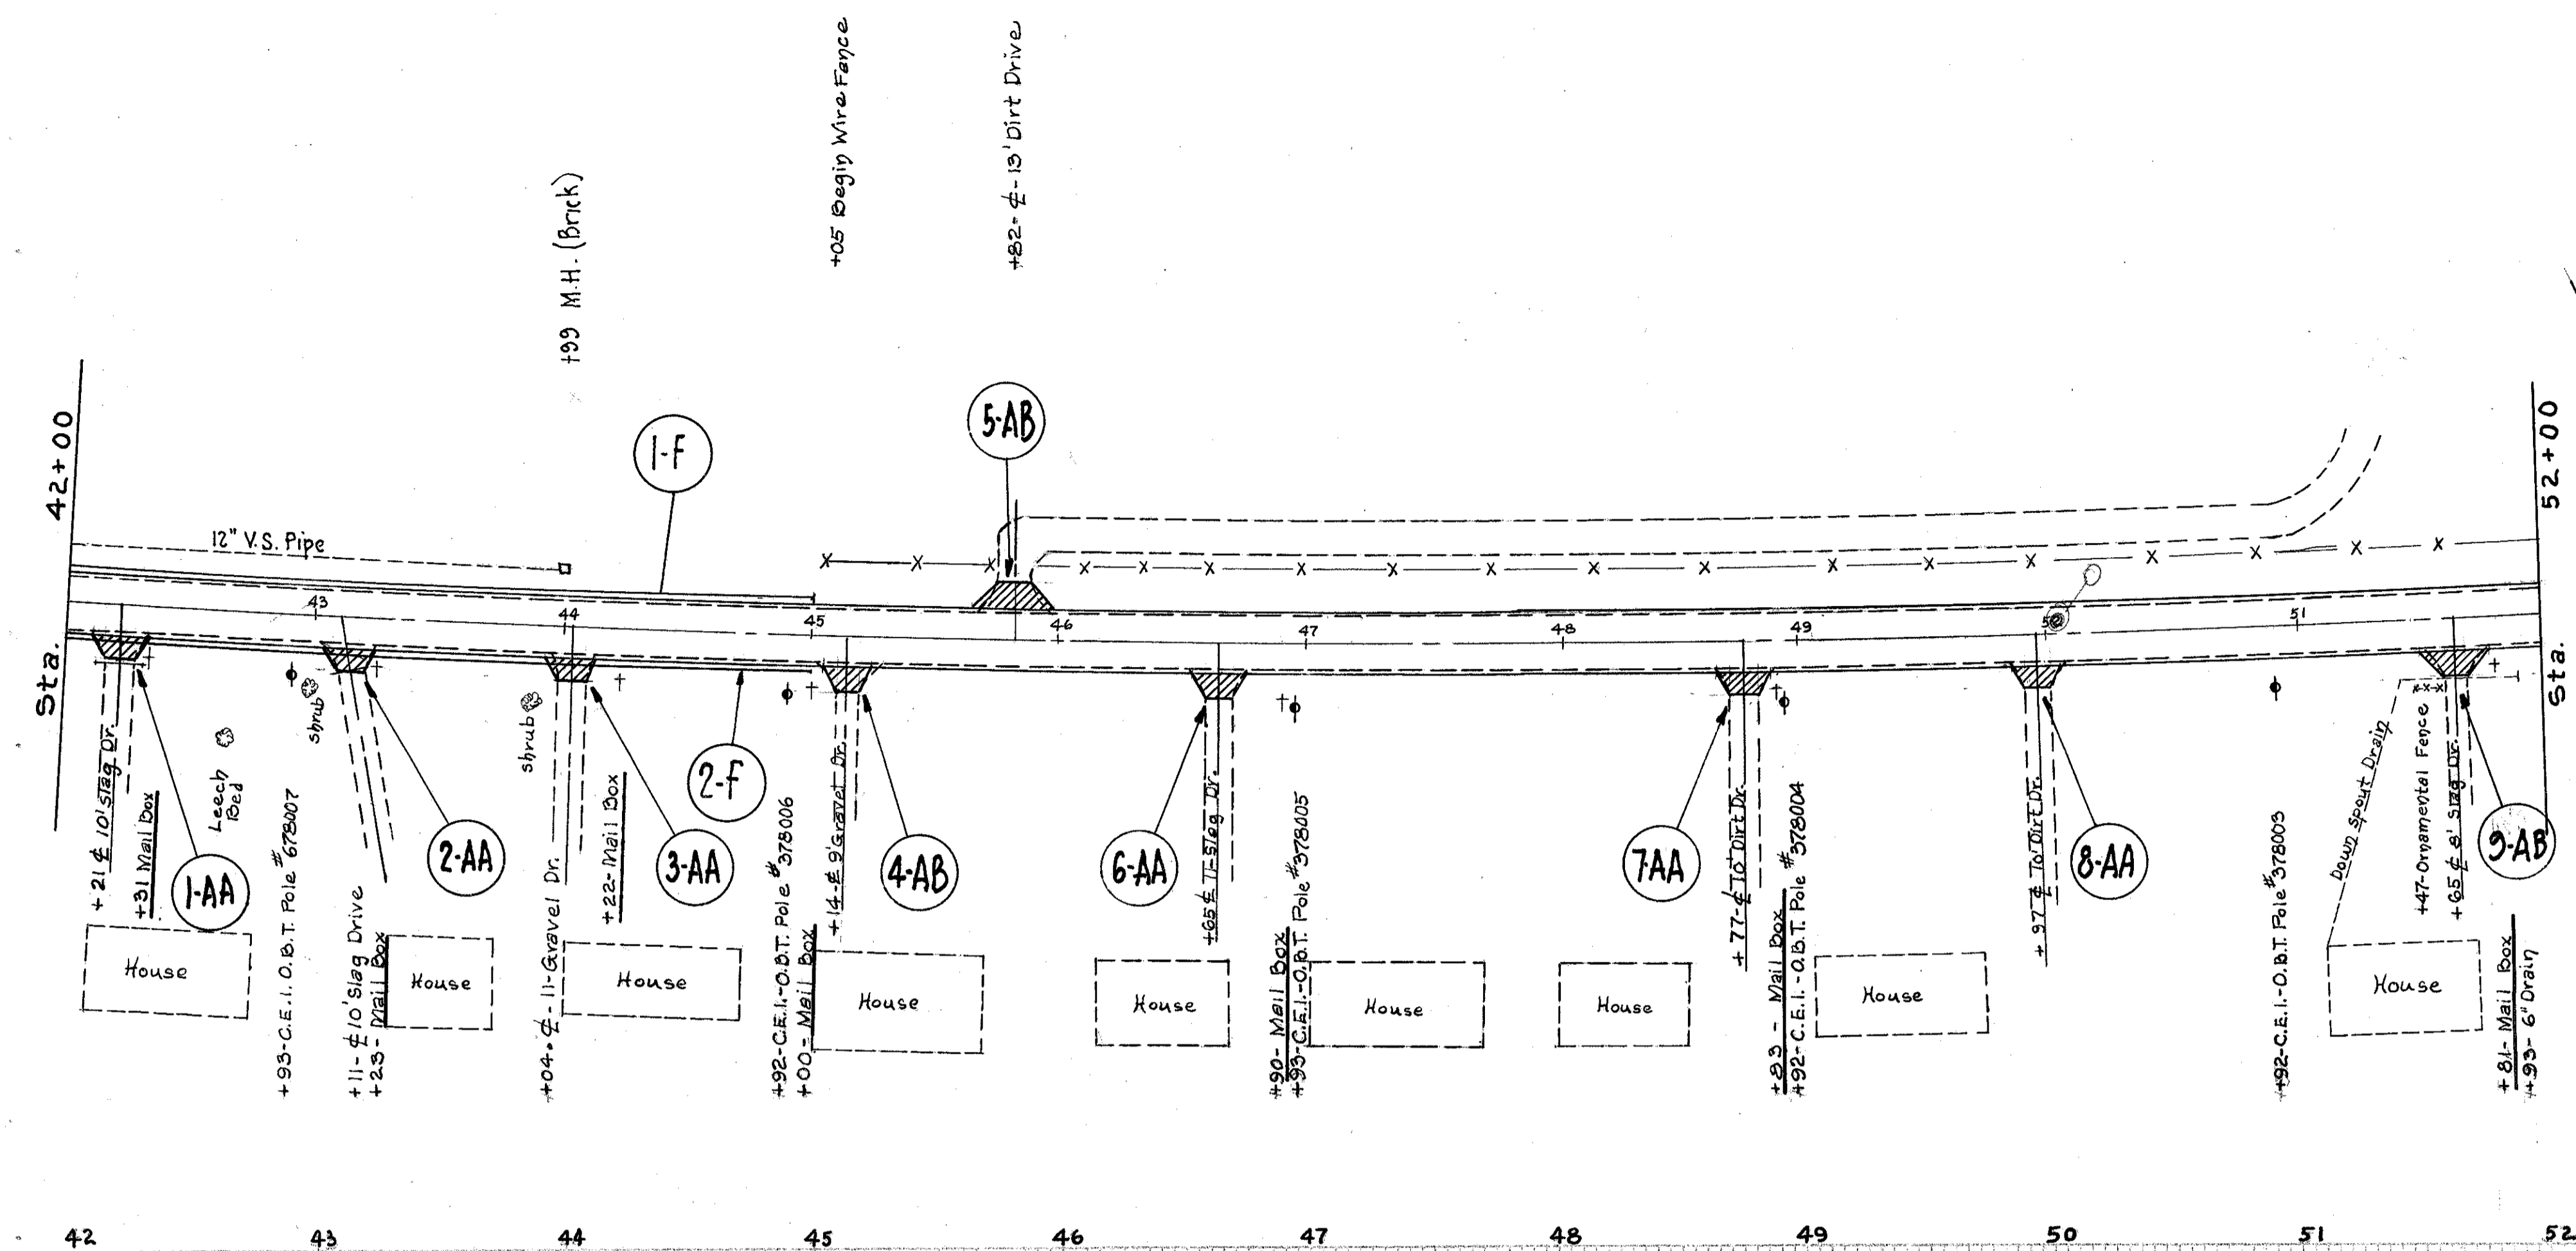 +05 Begin Wire Fence
+82-℄-13' Dirt Drive
+99 M.H. (Brick)
Sta. 42+00
Sta. 52+00
1-F
5-AB
12" V.S. Pipe
43
44
45
46
47
48
49
50
51
+21 ℄ 10' Slag Dr.
+31 Mail Box
1-AA
Leech
Bed
shrub
+93-C.E.I. O.B.T. Pole # 678007
+11-℄ 10' Slag Drive
+23-Mail Box
2-AA
shrub
+04-℄-11-Gravel Dr.
+22-Mail Box
3-AA
2-F
+92-C.E.I.-O.B.T. Pole # 378006
+00-Mail Box
+14-℄ 9' Gravel Dr.
4-AB
6-AA
+65 ℄ 11-Slag Dr.
+90-Mail Box
+93-C.E.I.-O.B.T. Pole # 378005
7-AA
+77-℄ 10' Dirt Dr.
+83 - Mail Box
+92-C.E.I.-O.B.T. Pole # 378004
+97 ℄ 10' Dirt Dr.
8-AA
+92-C.E.I.-O.B.T. Pole # 378003
Down Spout Drain
+47-Ornamental Fence
+65 ℄ 8' Slag Dr.
9-AB
+81-Mail Box
+93-6" Drain
House
House
House
House
House
House
House
House
House
42 43 44 45 46 47 48 49 50 51 52